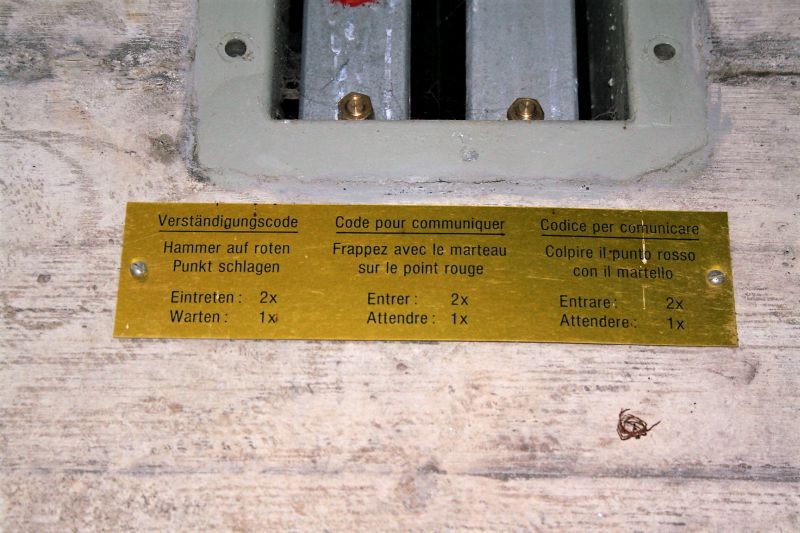 Verständigungscode
Hammer auf roten
Punkt schlagen
Eintreten: 2x
Warten: 1x
Code pour communiquer
Frappez avec le marteau
sur le point rouge
Entrer: 2x
Attendre: 1x
Codice per comunicare
Colpire il punto rosso
con il martello
Entrare: 2x
Attendere: 1x